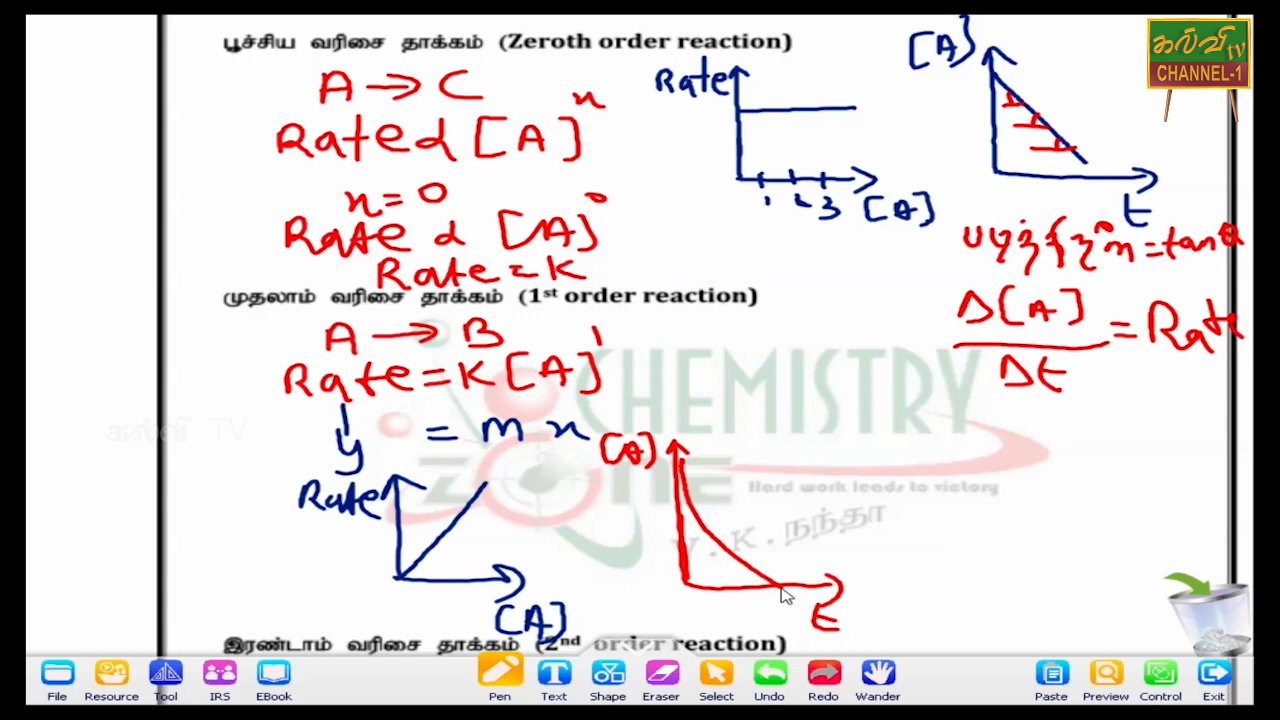 பூச்சிய வரிசை தாக்கம் (Zeroth order reaction)
A → C
Rate α [A]ⁿ
n = 0
Rate α [A]⁰
Rate = K
Rate
1 2 3 [A]
[A]
t
m = tan θ
Δ[A]
Δt
= Rate
கல்வி TV
CHANNEL-1
முதலாம் வரிசை தாக்கம் (1st order reaction)
A → B
Rate = K [A]¹
y = m x
Rate
[A]
[A]
t
CHEMISTRY
ZONE
Hard work leads to victory
V . K . நந்தா
கல்வி TV
இரண்டாம் வரிசை தாக்கம் (2nd order reaction)
File Resource Tool IRS EBook Pen Text Shape Eraser Select Undo Redo Wander Paste Preview Control Exit